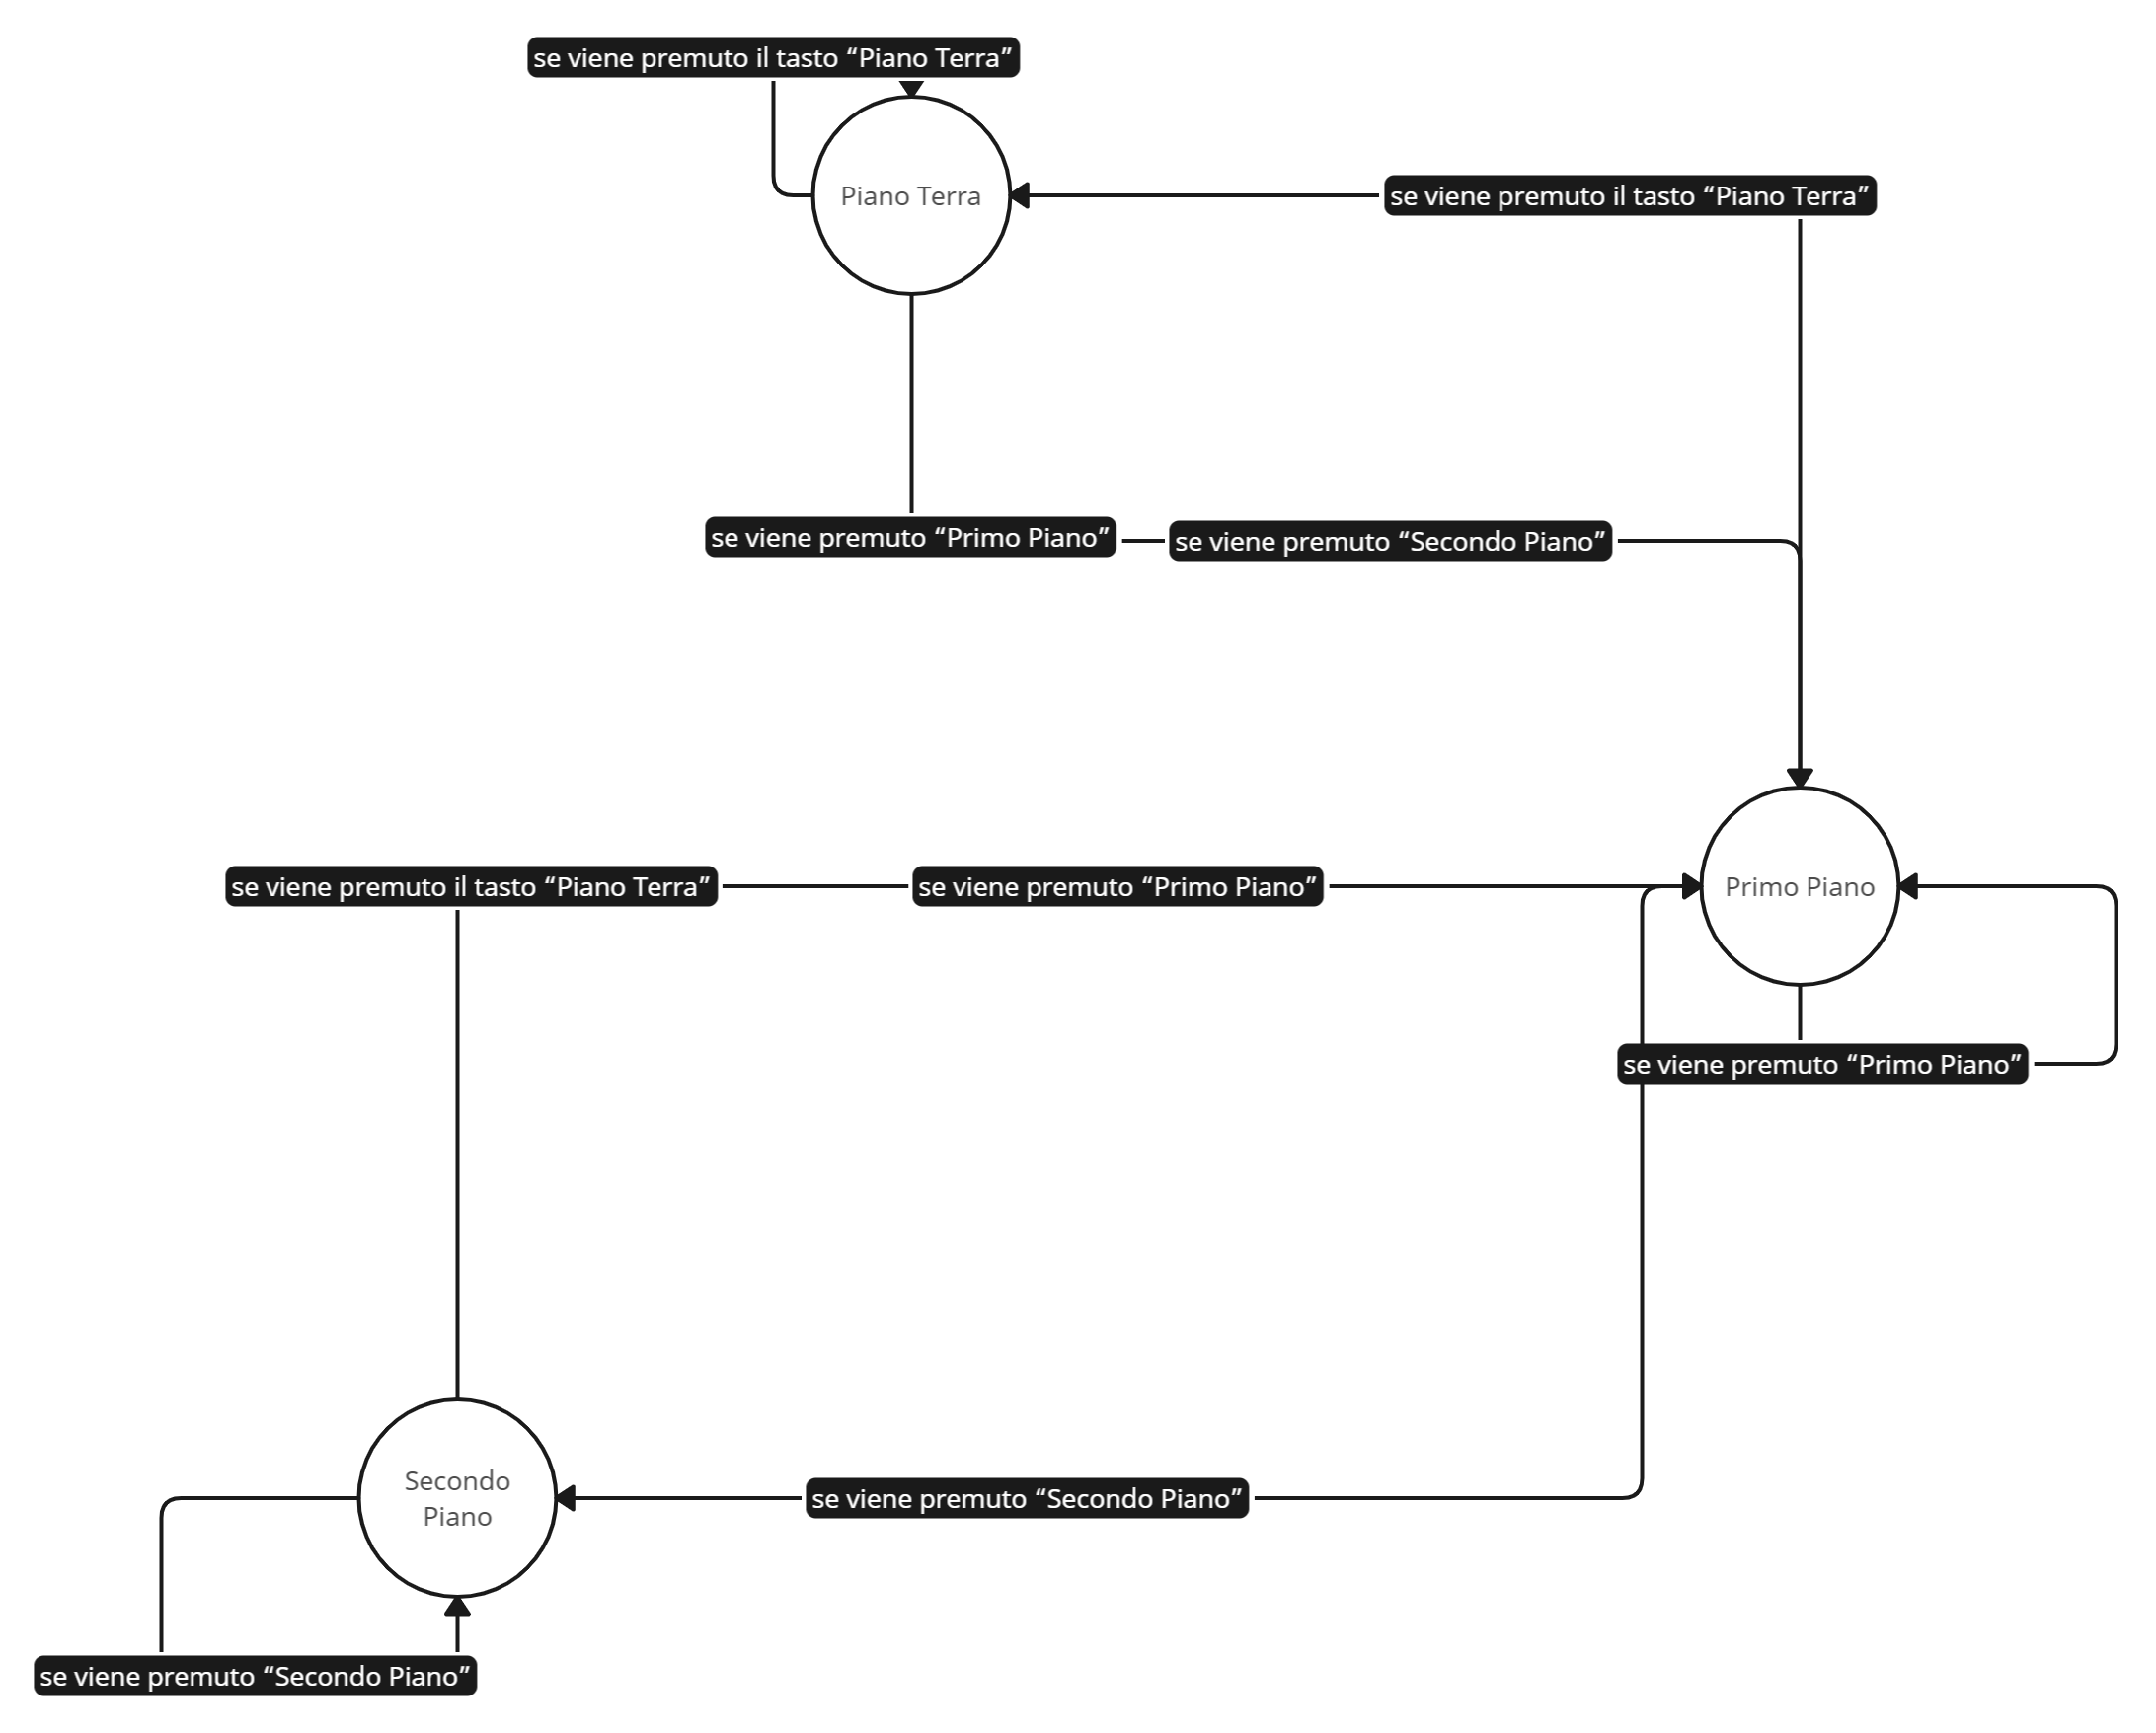 se viene premuto il tasto “Piano Terra”
Piano Terra
se viene premuto il tasto “Piano Terra”
se viene premuto “Primo Piano”
se viene premuto “Secondo Piano”
se viene premuto il tasto “Piano Terra”
se viene premuto “Primo Piano”
Primo Piano
se viene premuto “Primo Piano”
Secondo
Piano
se viene premuto “Secondo Piano”
se viene premuto “Secondo Piano”